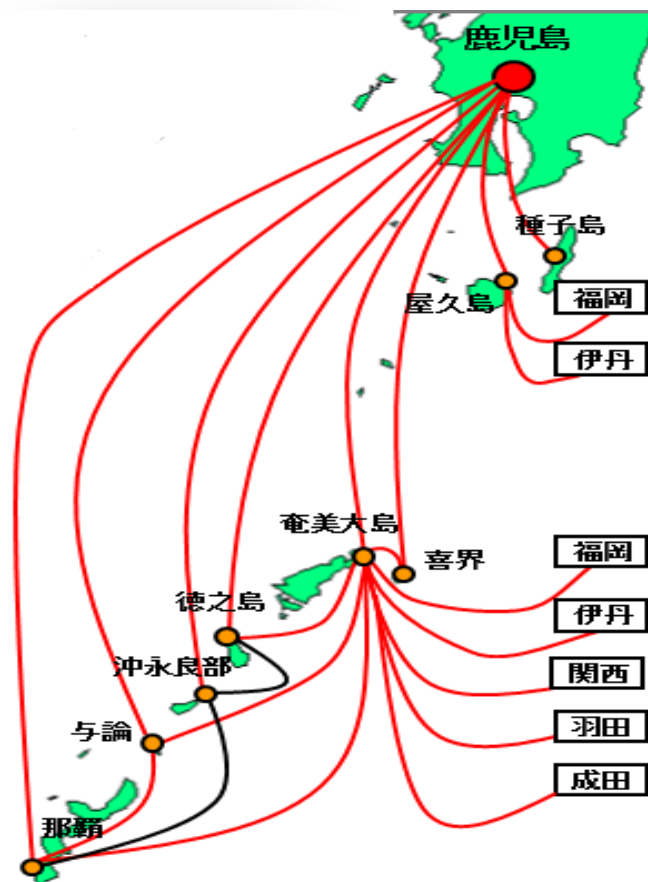 鹿児島
種子島
屋久島
福岡
伊丹
奄美大島
喜界
福岡
徳之島
伊丹
沖永良部
関西
与論
羽田
成田
那覇